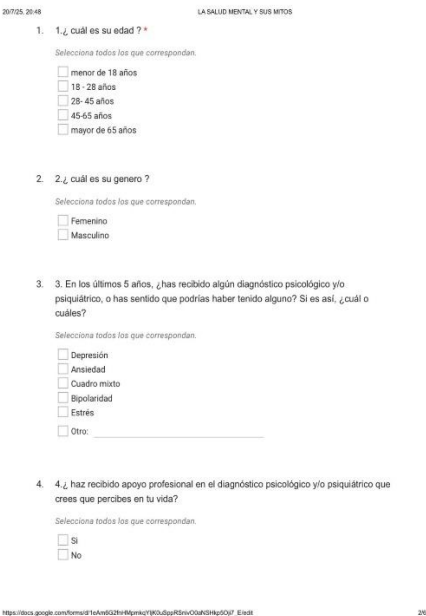 20/7/25, 20:48
LA SALUD MENTAL Y SUS MITOS
1. 1.¿ cuál es su edad ? *
Selecciona todos los que correspondan.
menor de 18 años
18 - 28 años
28- 45 años
45-65 años
mayor de 65 años
2. 2.¿ cuál es su genero ?
Selecciona todos los que correspondan.
Femenino
Masculino
3. 3. En los últimos 5 años, ¿has recibido algún diagnóstico psicológico y/o
psiquiátrico, o has sentido que podrías haber tenido alguno? Si es así, ¿cuál o
cuáles?
Selecciona todos los que correspondan.
Depresión
Ansiedad
Cuadro mixto
Bipolaridad
Estrés
Otro:
4. 4.¿ haz recibido apoyo profesional en el diagnóstico psicológico y/o psiquiátrico que
crees que percibes en tu vida?
Selecciona todos los que correspondan.
Si
No
2/6